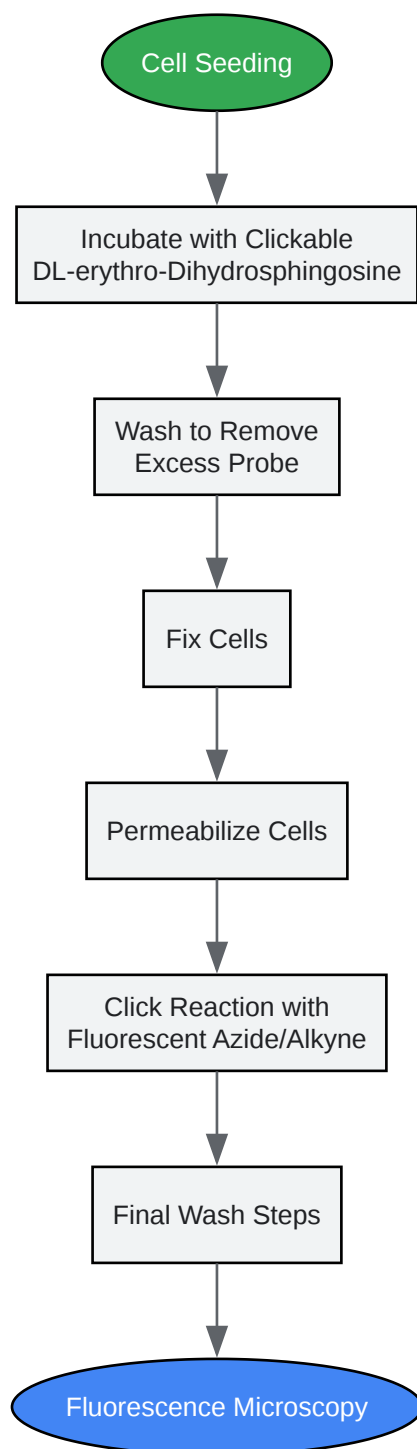 Cell Seeding
Incubate with Clickable
DL-erythro-Dihydrosphingosine
Wash to Remove
Excess Probe
Fix Cells
Permeabilize Cells
Click Reaction with
Fluorescent Azide/Alkyne
Final Wash Steps
Fluorescence Microscopy